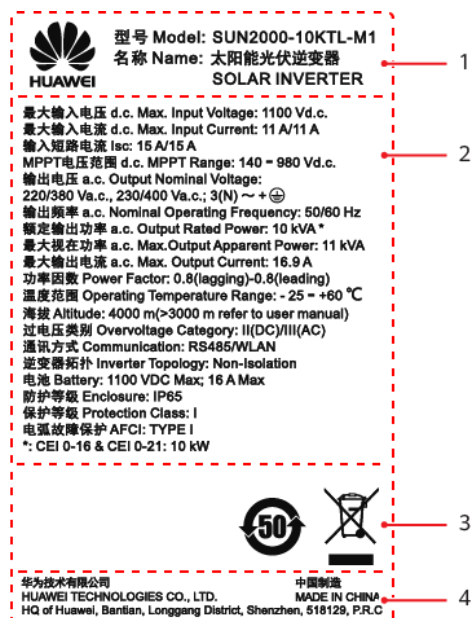 型号 Model: SUN2000-10KTL-M1
名称 Name: 太阳能光伏逆变器
SOLAR INVERTER
HUAWEI
1
最大输入电压 d.c. Max. Input Voltage: 1100 Vd.c.
最大输入电流 d.c. Max. Input Current: 11 A/11 A
输入短路电流 Isc: 15 A/15 A
MPPT电压范围 d.c. MPPT Range: 140 - 980 Vd.c.
输出电压 a.c. Output Nominal Voltage:
220/380 Va.c., 230/400 Va.c.; 3(N) ~ + ⏚
输出频率 a.c. Nominal Operating Frequency: 50/60 Hz
额定输出功率 a.c. Output Rated Power: 10 kVA *
最大视在功率 a.c. Max.Output Apparent Power: 11 kVA
最大输出电流 a.c. Max. Output Current: 16.9 A
功率因数 Power Factor: 0.8(lagging)-0.8(leading)
温度范围 Operating Temperature Range: - 25 - +60 ℃
海拔 Altitude: 4000 m(>3000 m refer to user manual)
过电压类别 Overvoltage Category: II(DC)/III(AC)
通讯方式 Communication: RS485/WLAN
逆变器拓扑 Inverter Topology: Non-Isolation
电池 Battery: 1100 VDC Max; 16 A Max
防护等级 Enclosure: IP65
保护等级 Protection Class: I
电弧故障保护 AFCI: TYPE I
*: CEI 0-16 & CEI 0-21: 10 kW
2
50
3
华为技术有限公司 中国制造
HUAWEI TECHNOLOGIES CO., LTD. MADE IN CHINA
HQ of Huawei, Bantian, Longgang District, Shenzhen, 518129, P.R.C
4